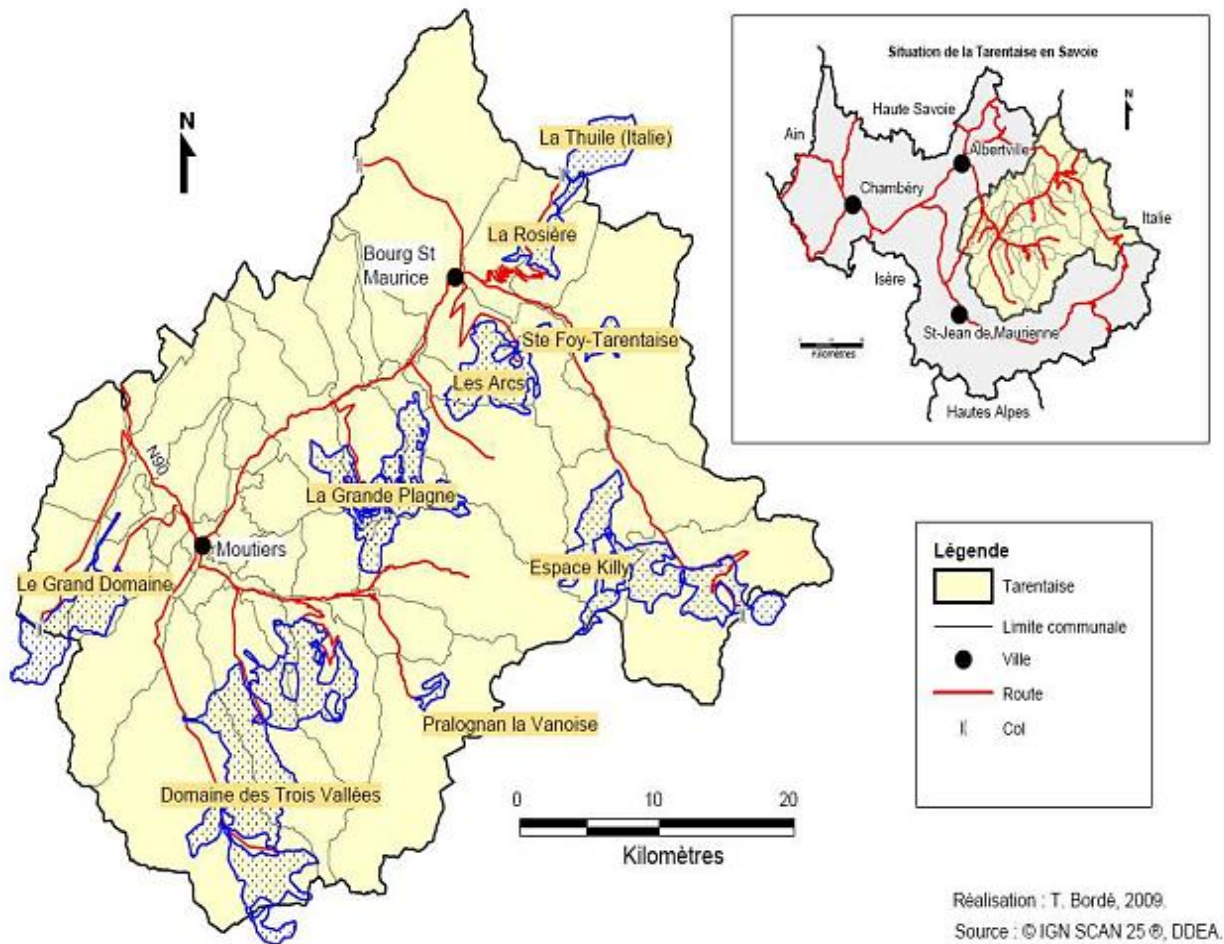 N
La Thuile (Italie)
La Rosière
Bourg St
Maurice
Ste Foy-Tarentaise
Les Arcs
N90
La Grande Plagne
Moutiers
Espace Killy
Le Grand Domaine
Pralognan la Vanoise
Domaine des Trois Vallées
0 10 20
Kilomètres
Situation de la Tarentaise en Savoie
N
Haute Savoie
Ain
Albertville
Chambéry
Italie
Isère
St-Jean de Maurienne
Kilomètres
Hautes Alpes
Légende
Tarentaise
Limite communale
Ville
Route
Col
Réalisation : T. Bordé, 2009.
Source : © IGN SCAN 25 ®, DDEA.